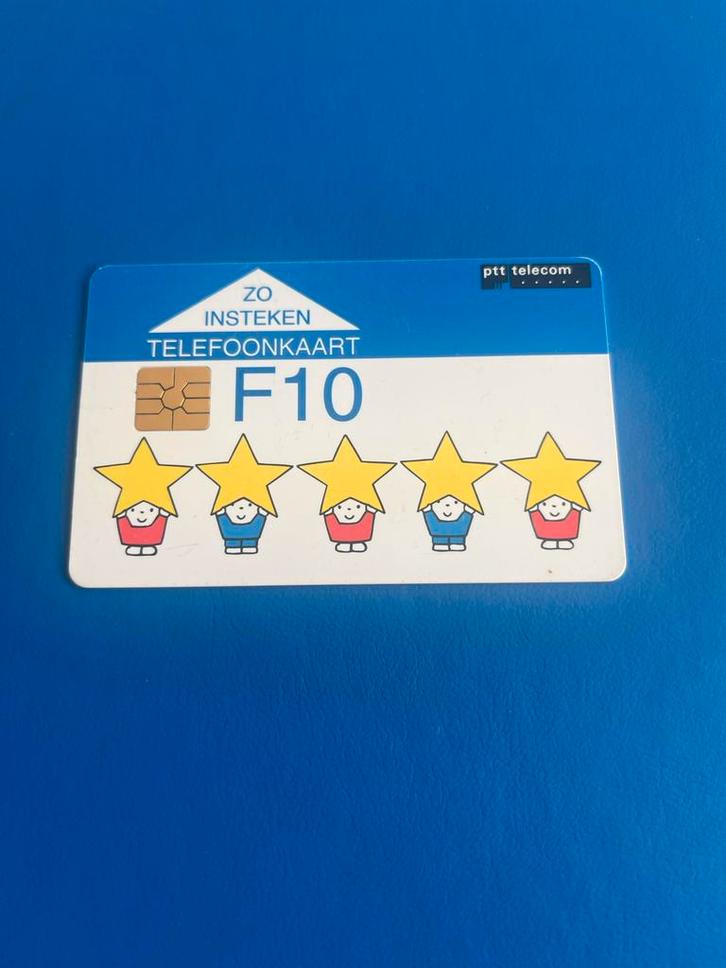 ptt telecom
ZO
INSTEKEN
TELEFOONKAART
F10